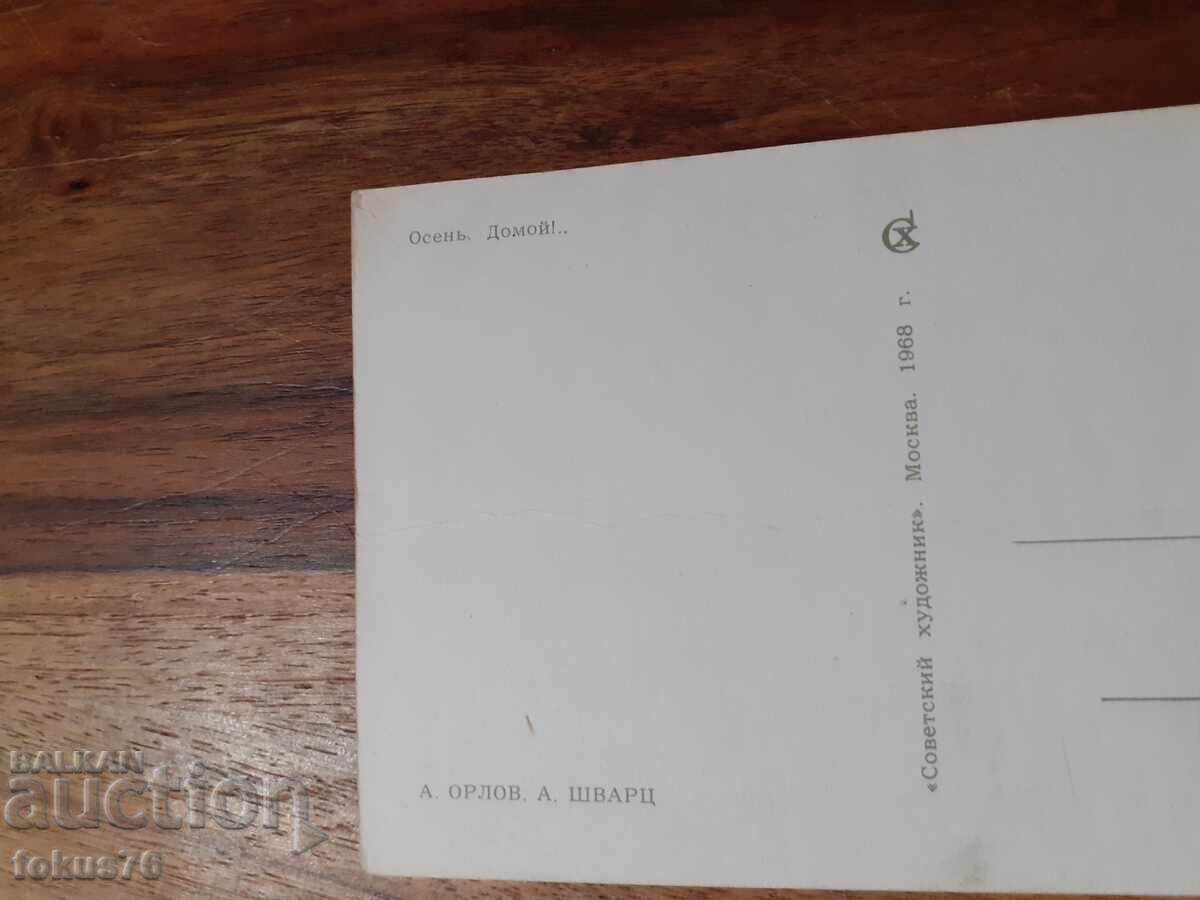 Осень. Домой!..
«Советский художник». Москва. 1968 г.
А. ОРЛОВ, А. ШВАРЦ
BALKAN
auction
fokus76